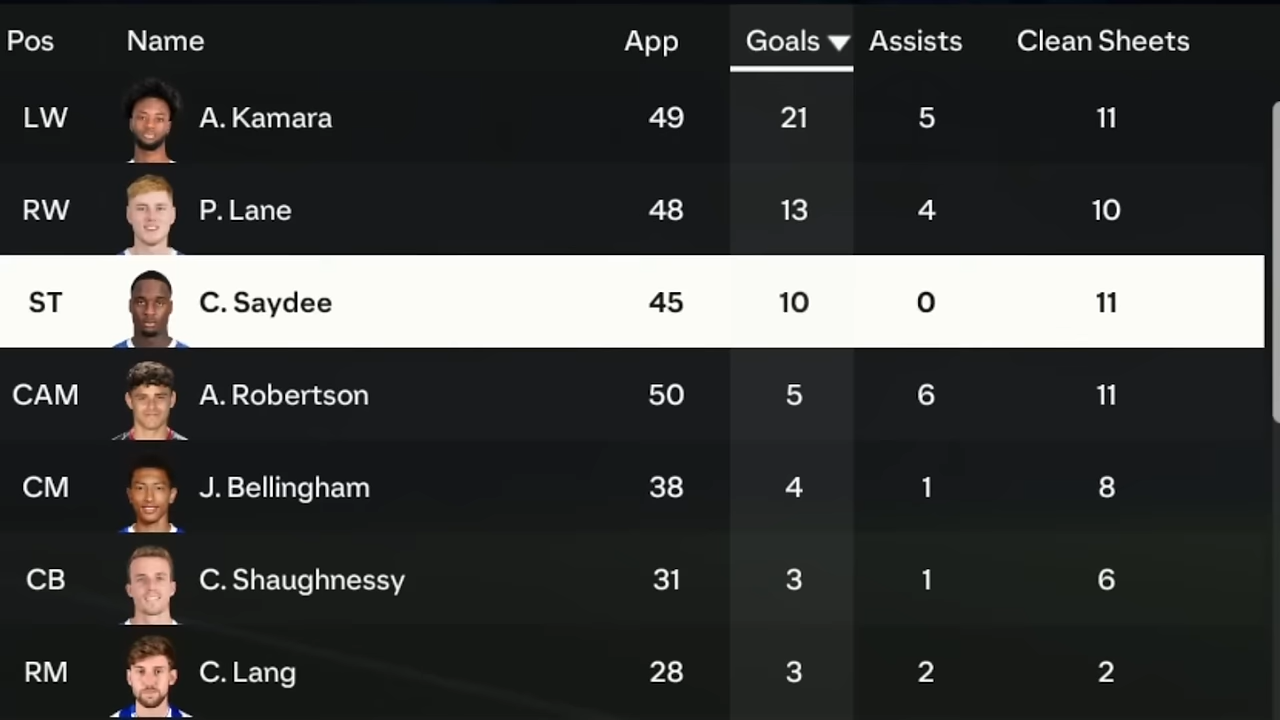 Pos Name App Goals Assists Clean Sheets
LW A. Kamara 49 21 5 11
RW P. Lane 48 13 4 10
ST C. Saydee 45 10 0 11
CAM A. Robertson 50 5 6 11
CM J. Bellingham 38 4 1 8
CB C. Shaughnessy 31 3 1 6
RM C. Lang 28 3 2 2